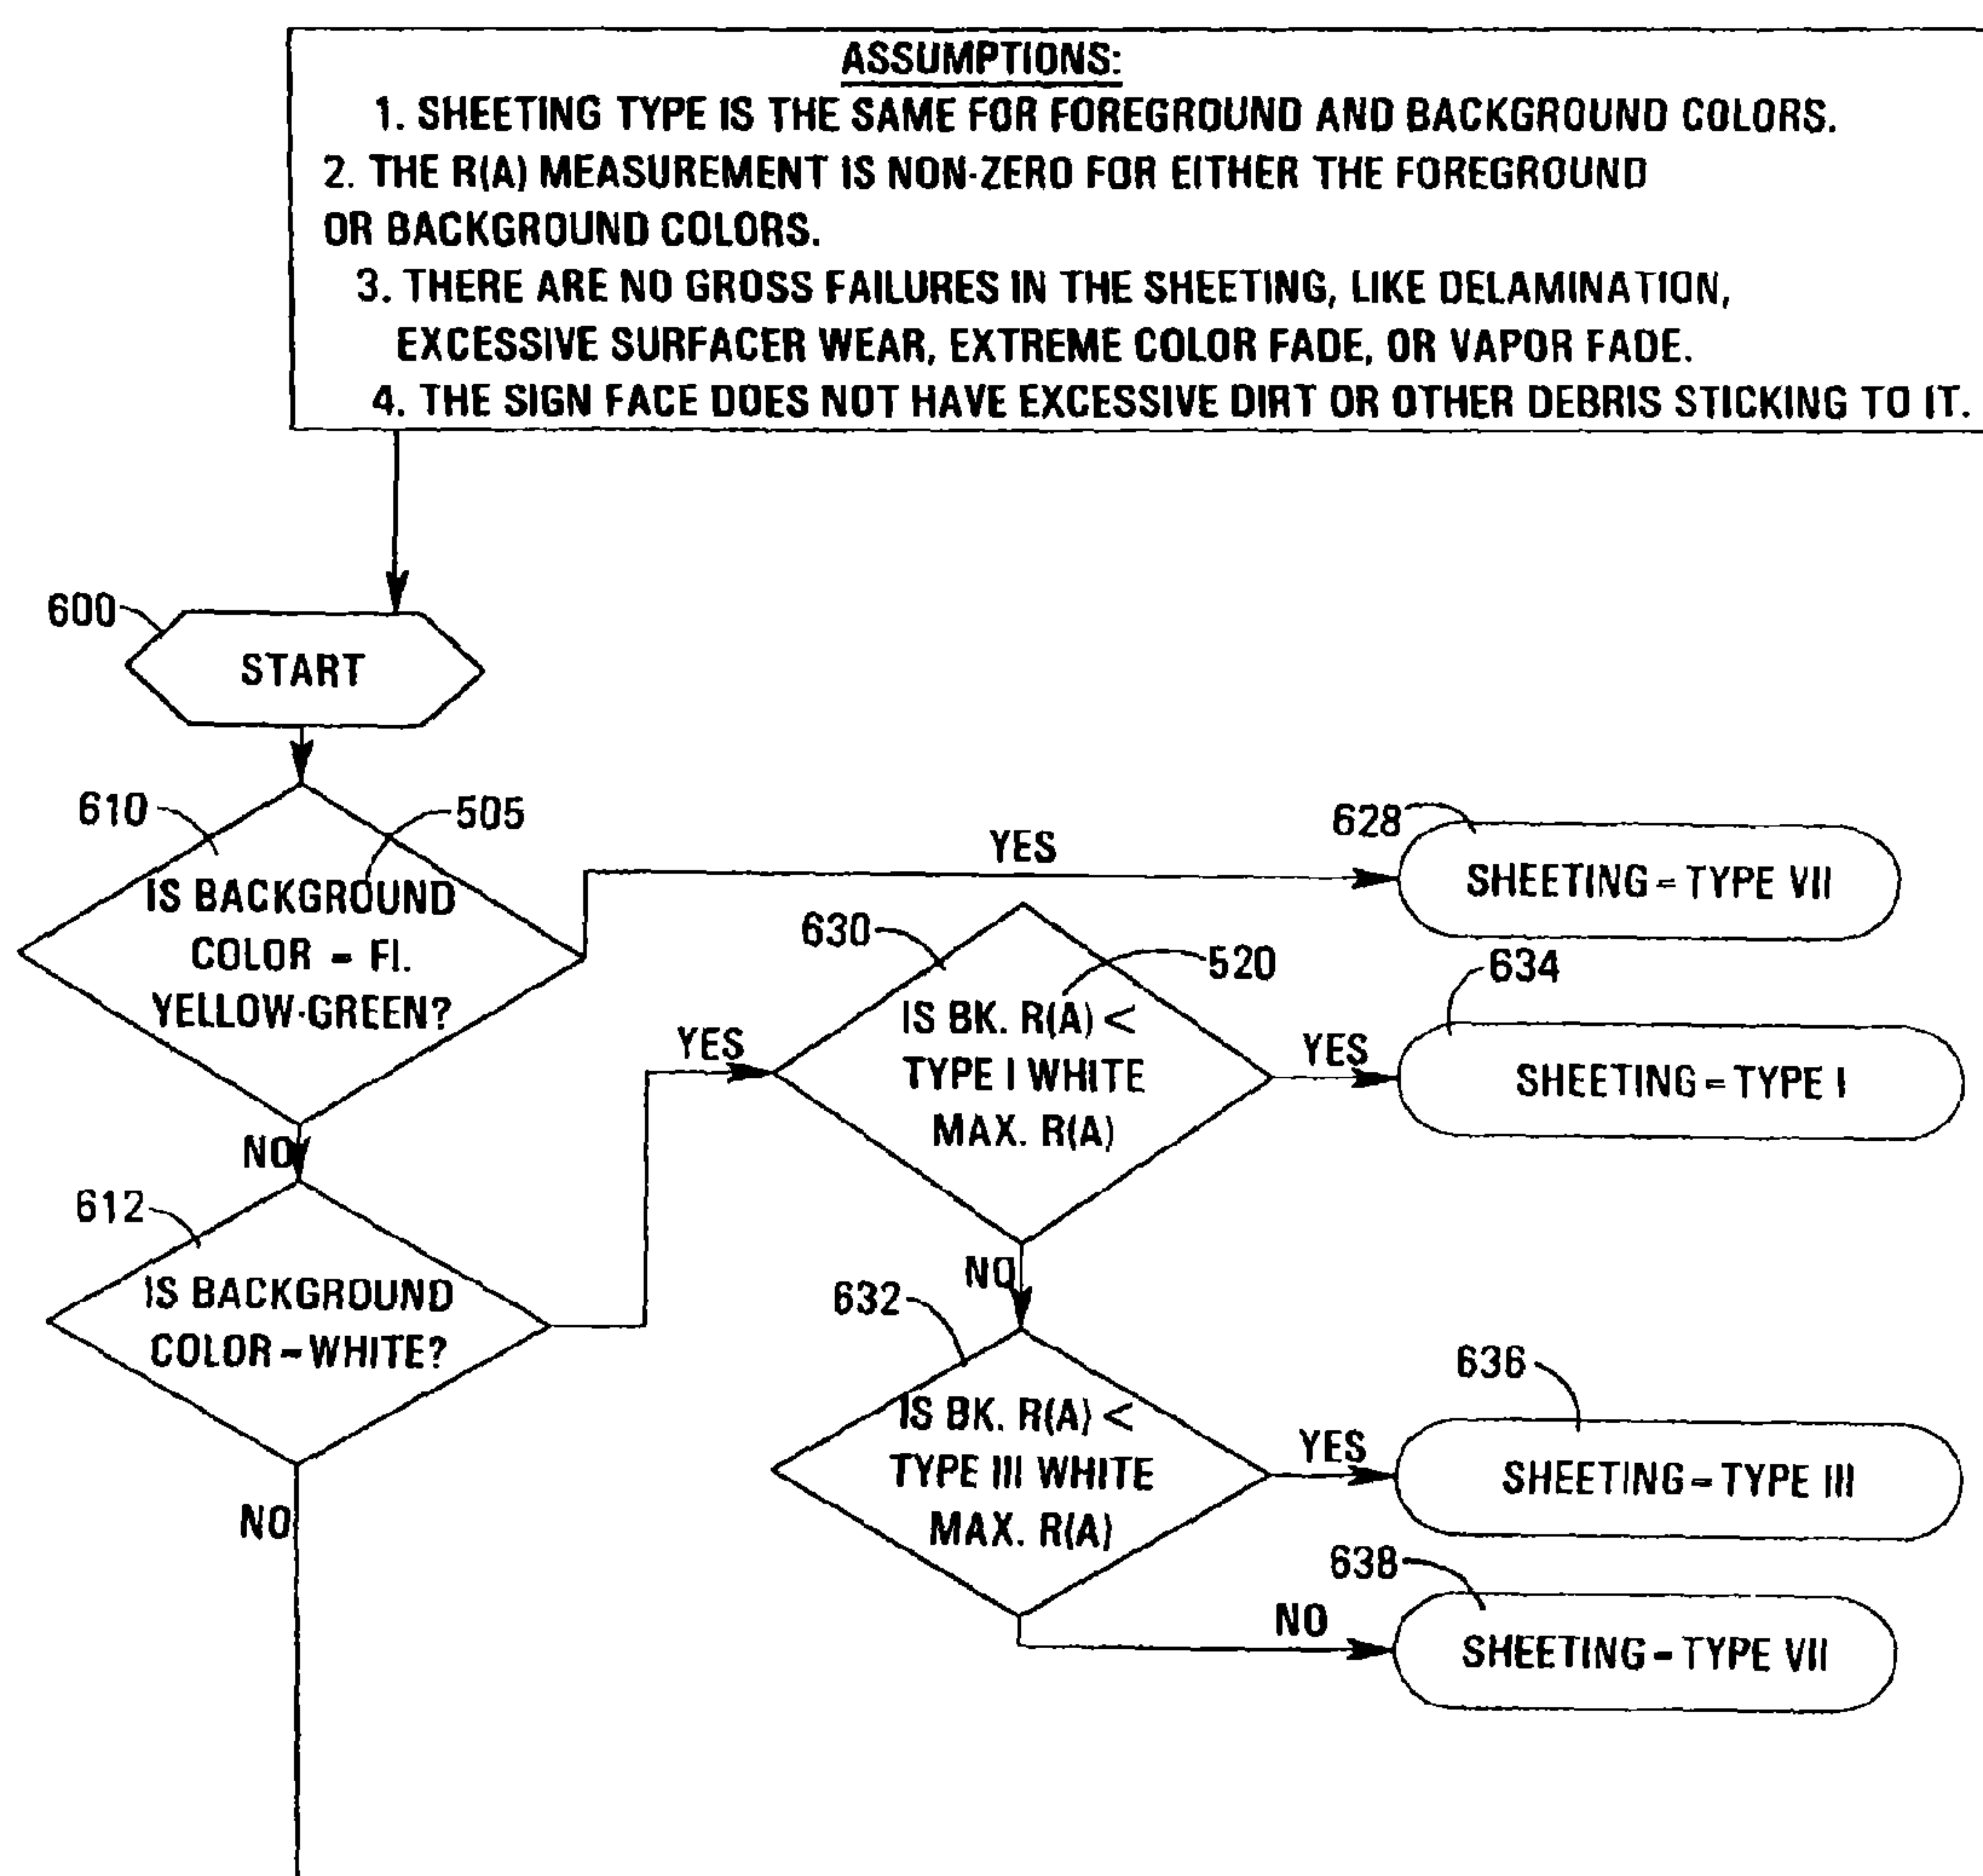 ASSUMPTIONS:
1. SHEETING TYPE IS THE SAME FOR FOREGROUND AND BACKGROUND COLORS.
2. THE R(A) MEASUREMENT IS NON-ZERO FOR EITHER THE FOREGROUND
OR BACKGROUND COLORS.
3. THERE ARE NO GROSS FAILURES IN THE SHEETING, LIKE DELAMINATION,
EXCESSIVE SURFACER WEAR, EXTREME COLOR FADE, OR VAPOR FADE.
4. THE SIGN FACE DOES NOT HAVE EXCESSIVE DIRT OR OTHER DEBRIS STICKING TO IT.
600
START
610
505
IS BACKGROUND
COLOR = FI.
YELLOW-GREEN?
YES
628
SHEETING = TYPE VII
NO
612
IS BACKGROUND
COLOR = WHITE?
YES
630
520
IS BK. R(A) <
TYPE I WHITE
MAX. R(A)
YES
634
SHEETING = TYPE I
NO
632
IS BK. R(A) <
TYPE III WHITE
MAX. R(A)
YES
636
SHEETING = TYPE III
NO
638
SHEETING = TYPE VII
NO